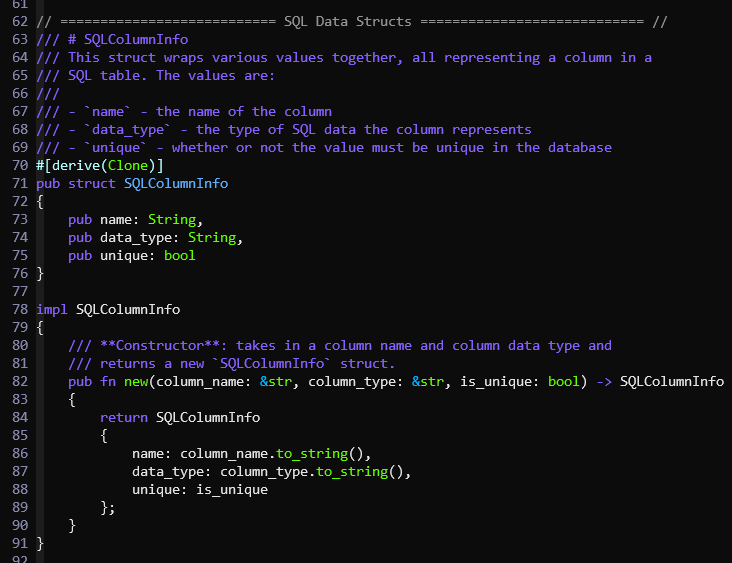 61
62 // =========================== SQL Data Structs ============================ //
63 /// # SQLColumnInfo
64 /// This struct wraps various values together, all representing a column in a
65 /// SQL table. The values are:
66 ///
67 /// - `name` - the name of the column
68 /// - `data_type` - the type of SQL data the column represents
69 /// - `unique` - whether or not the value must be unique in the database
70 #[derive(Clone)]
71 pub struct SQLColumnInfo
72 {
73     pub name: String,
74     pub data_type: String,
75     pub unique: bool
76 }
77
78 impl SQLColumnInfo
79 {
80     /// **Constructor**: takes in a column name and column data type and
81     /// returns a new `SQLColumnInfo` struct.
82     pub fn new(column_name: &str, column_type: &str, is_unique: bool) -> SQLColumnInfo
83     {
84         return SQLColumnInfo
85         {
86             name: column_name.to_string(),
87             data_type: column_type.to_string(),
88             unique: is_unique
89         };
90     }
91 }
92